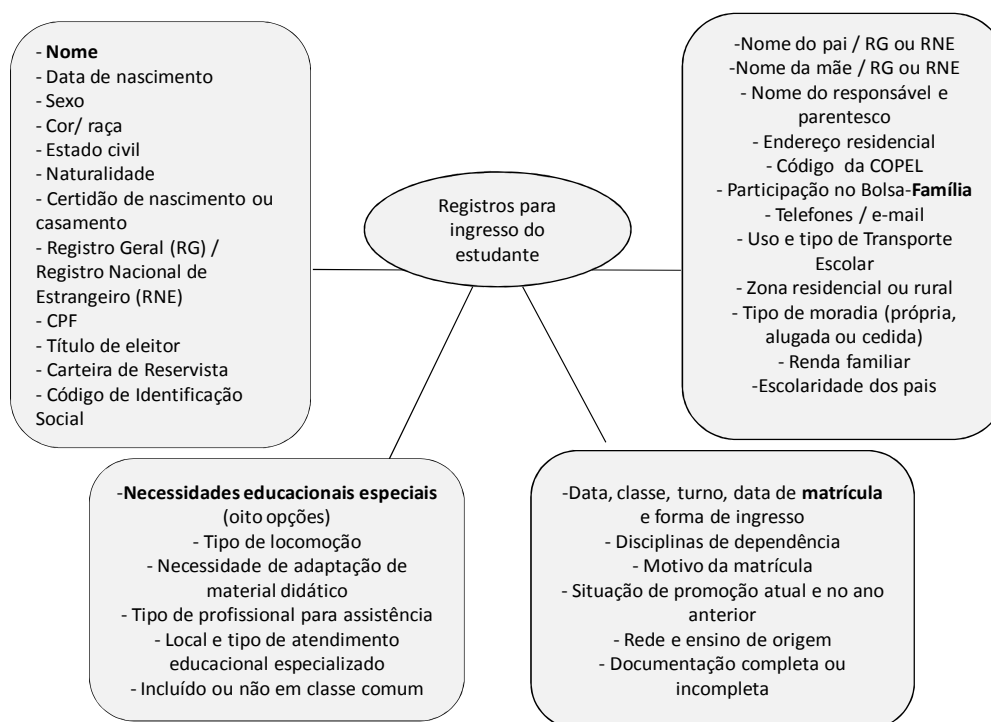 - Nome
- Data de nascimento
- Sexo
- Cor/ raça
- Estado civil
- Naturalidade
- Certidão de nascimento ou
casamento
- Registro Geral (RG) /
Registro Nacional de
Estrangeiro (RNE)
- CPF
- Título de eleitor
- Carteira de Reservista
- Código de Identificação
Social
Registros para
ingresso do
estudante
-Nome do pai / RG ou RNE
-Nome da mãe / RG ou RNE
- Nome do responsável e
parentesco
- Endereço residencial
- Código  da COPEL
- Participação no Bolsa-Família
- Telefones / e-mail
- Uso e tipo de Transporte
Escolar
- Zona residencial ou rural
- Tipo de moradia (própria,
alugada ou cedida)
- Renda familiar
-Escolaridade dos pais
-Necessidades educacionais especiais
(oito opções)
- Tipo de locomoção
- Necessidade de adaptação de
material didático
- Tipo de profissional para assistência
- Local e tipo de atendimento
educacional especializado
- Incluído ou não em classe comum
-Data, classe, turno, data de matrícula
e forma de ingresso
- Disciplinas de dependência
- Motivo da matrícula
- Situação de promoção atual e no ano
anterior
- Rede e ensino de origem
- Documentação completa ou
incompleta